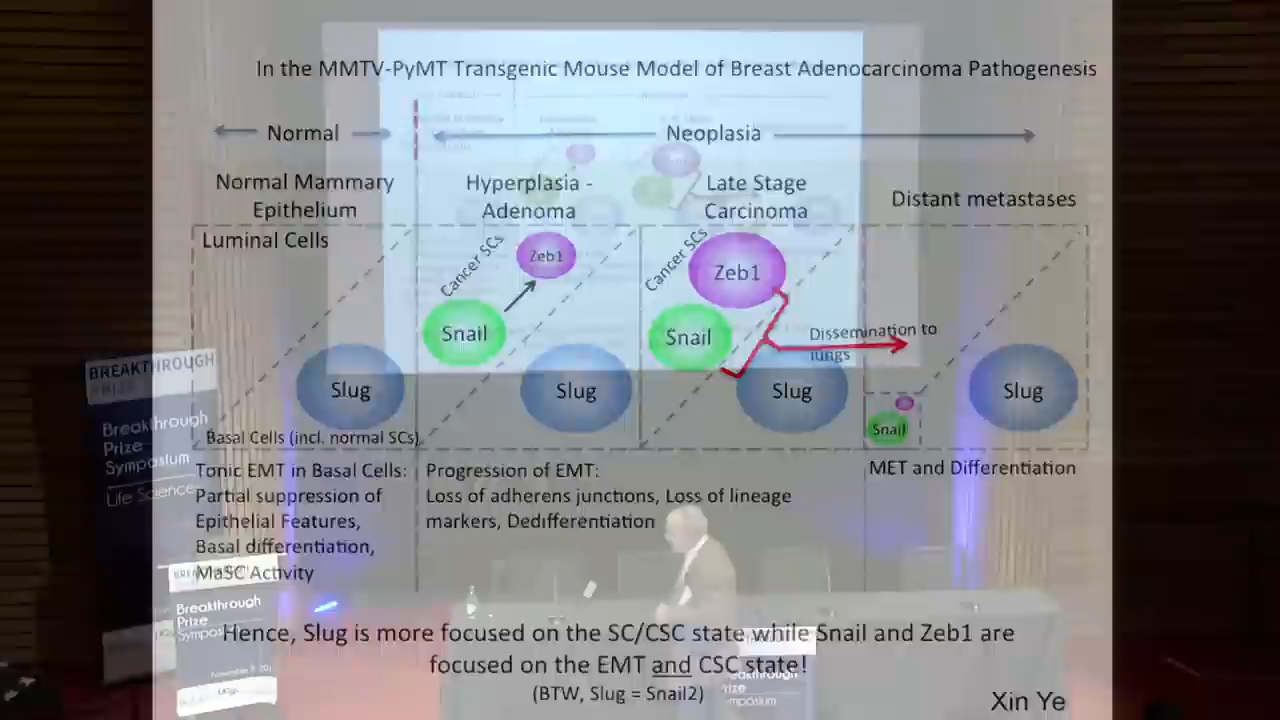 In the MMTV-PyMT Transgenic Mouse Model of Breast Adenocarcinoma Pathogenesis
Normal
Neoplasia
Normal Mammary
Epithelium
Hyperplasia -
Adenoma
Late Stage
Carcinoma
Distant metastases
Luminal Cells
Cancer SCs
Zeb1
Snail
Cancer SCs
Zeb1
Snail
Dissemination to
lungs
Slug
Slug
Slug
Slug
Snail
Basal Cells (incl. normal SCs)
Tonic EMT in Basal Cells:
Partial suppression of
Epithelial Features,
Basal differentiation,
MaSC Activity
Progression of EMT:
Loss of adherens junctions, Loss of lineage
markers, Dedifferentiation
MET and Differentiation
Hence, Slug is more focused on the SC/CSC state while Snail and Zeb1 are
focused on the EMT and CSC state!
(BTW, Slug = Snail2)
Xin Ye
BREAKTHROUGH
Breakthrough
Prize
Symposium
Life Science
Breakthrough
Prize